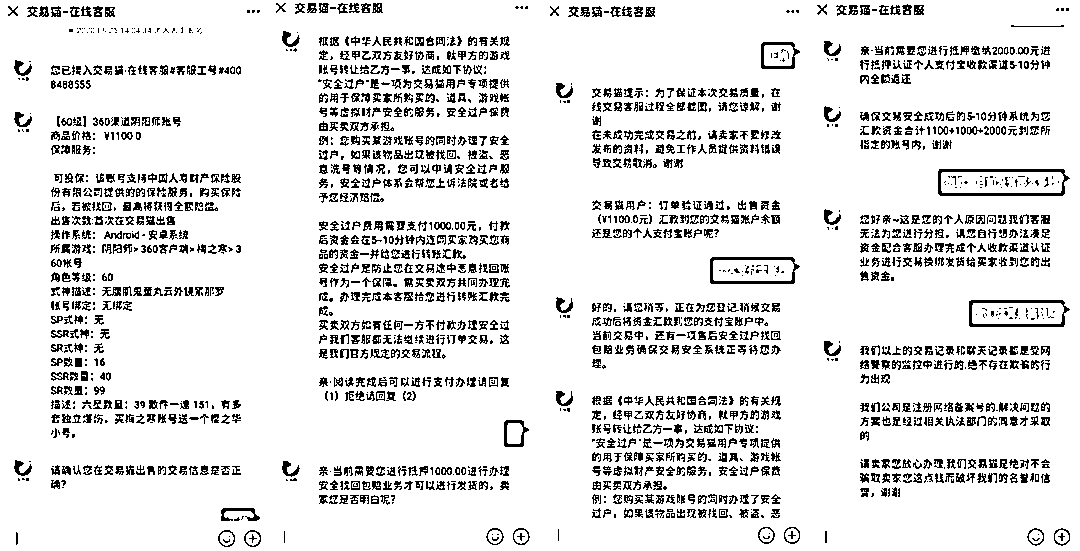 交易猫-在线客服
您已接入交易猫·在线客服#客服工号#400
8488555
【60级】360渠道阴阳师账号
商品价格：¥1100.0
保障服务：
可投保：该账号支持中国人寿财产保险股
份有限公司提供的的保险服务，购买保险
后，若被找回，最高将获得全额赔偿。
出售次数:首次在交易猫出售
操作系统：Android·安卓系统
所属游戏：阴阳师>360客户端>梅之寒>3
60账号
角色等级：60
式神描述：无腹肌鬼童丸云外镜紧那罗
账号绑定：无绑定
SP式神：无
SSR式神：无
SR式神：无
SP数量：16
SSR数量：40
SR数量：99
描述：六星数量：39 散件一速 151，有多
套独立爆伤，买梅之寒账号送一个樱之华
小号。
请确认您在交易猫出售的交易信息是否正
确？
交易猫-在线客服
根据《中华人民共和国合同法》的有关规
定，经甲乙双方友好协商，就甲方的游戏
账号转让给乙方一事，达成如下协议：
"安全过户"是一项为交易猫用户专项提供
的用于保障买家所购买的、道具、游戏帐
号等虚拟财产安全的服务，安全过户保费
由买卖双方承担。
例：您购买某游戏账号的同时办理了安全
过户，如果该物品出现被找回、被盗、恶
意洗号等情况，您可以申请安全过户服
务，安全过户体系会帮您上诉法院或者给
予您经济赔偿。
安全过户费用需要支付1000.00元，付款
后资金会在5-10分钟内连同买家购买您商
品的资金一并给您进行转账汇款。
安全过户是防止您在交易途中恶意找回账
号作为一个保障。需买卖双方共同办理完
成。办理完成本客服给您进行转账汇款完
成。
买卖双方如有任何一方不付款办理安全过
户我们客服都无法继续进行订单交易，这
是我们官方规定的交易流程。
亲·阅读完成后可以进行支付办理请回复
（1）拒绝请回复（2）
亲·当前需要您进行抵押1000.00进行办理
安全找回包赔业务才可以进行发货的，卖
家您是否明白呢？
交易猫-在线客服
交易猫提示：为了保证本次交易质量，在
线交易客服过程全部截图，请您谅解，谢
谢
在未成功完成交易之前，请卖家不要修改
发布的资料，避免工作人员提供资料错误
导致交易取消。谢谢
交易猫用户：订单验证通过，出售资金
（¥1100.0元）汇款到您的交易猫账户余额
还是您的个人支付宝账户呢？
好的，请您稍等，正在为您登记,稍候交易
成功后将资金汇款到您的支付宝账户中。
当前交易中，还有一项售后安全过户找回
包赔业务确保交易安全系统正等待您办
理。
根据《中华人民共和国合同法》的有关规
定，经甲乙双方友好协商，就甲方的游戏
账号转让给乙方一事，达成如下协议：
"安全过户"是一项为交易猫用户专项提供
的用于保障买家所购买的、道具、游戏帐
号等虚拟财产安全的服务，安全过户保费
由买卖双方承担。
例：您购买某游戏账号的同时办理了安全
过户，如果该物品出现被找回、被盗、恶
交易猫-在线客服
亲·当前需要您进行抵押缴纳2000.00元进
行抵押认证个人支付宝收款渠道5-10分钟
内全额返还
确保交易安全成功后的5-10分钟系统为您
汇款资金合计1100+1000+2000元到您所
指定的账号内，谢谢
您好亲~这是您的个人原因问题我们客服
无法为您进行分担。请您自行想办法凑足
资金配合客服办理完成个人收款渠道认证
业务进行交易换绑发货给买家收到您的出
售资金。
我们以上的交易记录和聊天记录都是受网
络警察的监控中进行的,绝不存在欺骗的行
为出现
我们公司是注册网络备案号的,解决问题的
方案也是经过相关执法部门的同意才采取
的
请卖家您放心办理,我们交易猫是绝对不会
骗取卖家您这点钱而破坏我们的名誉和信
誉，谢谢